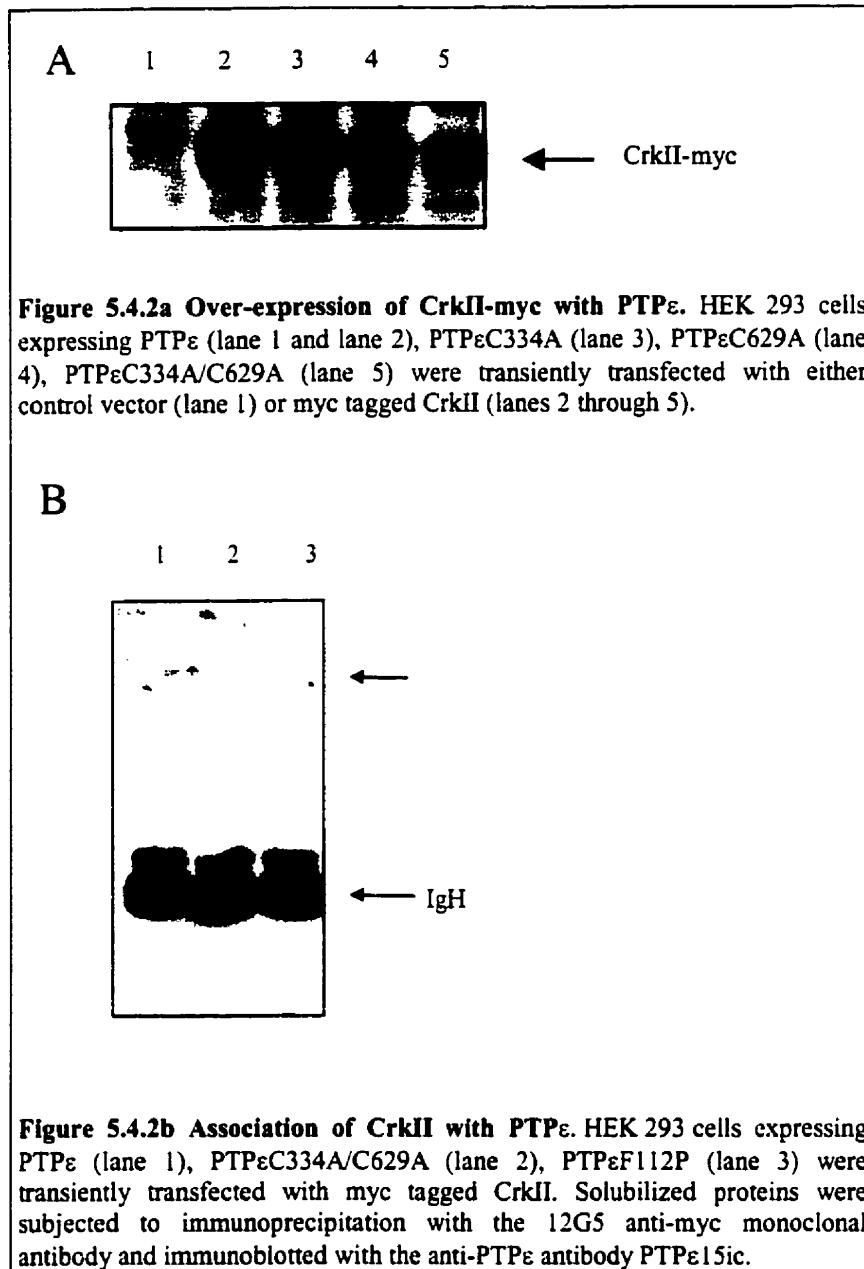 A
1 2 3 4 5
CrkII-myc
Figure 5.4.2a Over-expression of CrkII-myc with PTPε. HEK 293 cells
expressing PTPε (lane 1 and lane 2), PTPεC334A (lane 3), PTPεC629A (lane
4), PTPεC334A/C629A (lane 5) were transiently transfected with either
control vector (lane 1) or myc tagged CrkII (lanes 2 through 5).
B
1 2 3
IgH
Figure 5.4.2b Association of CrkII with PTPε. HEK 293 cells expressing
PTPε (lane 1), PTPεC334A/C629A (lane 2), PTPεF112P (lane 3) were
transiently transfected with myc tagged CrkII. Solubilized proteins were
subjected to immunoprecipitation with the 12G5 anti-myc monoclonal
antibody and immunoblotted with the anti-PTPε antibody PTPε15ic.